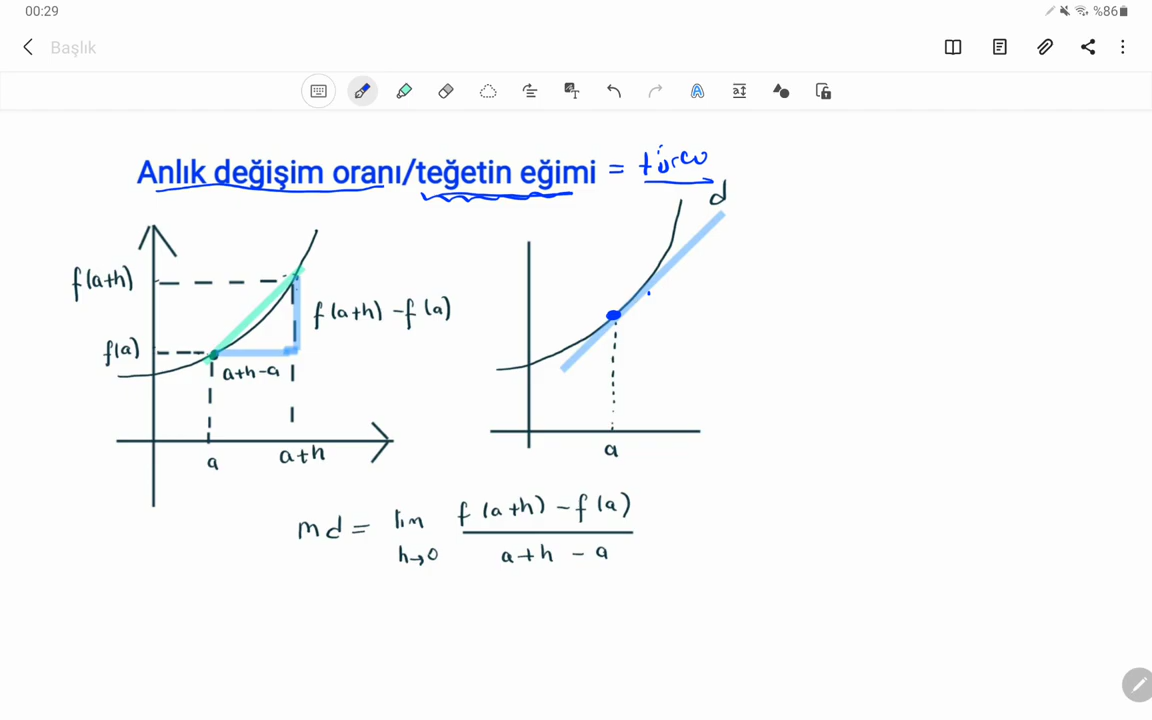 00:29
%86
Başlık
Anlık değişim oranı/teğetin eğimi = türev
d
f(a+h)
f(a+h) - f(a)
f(a)
a+h-a
a
a+h
a
md = lim h→0 f(a+h) - f(a)
a+h - a